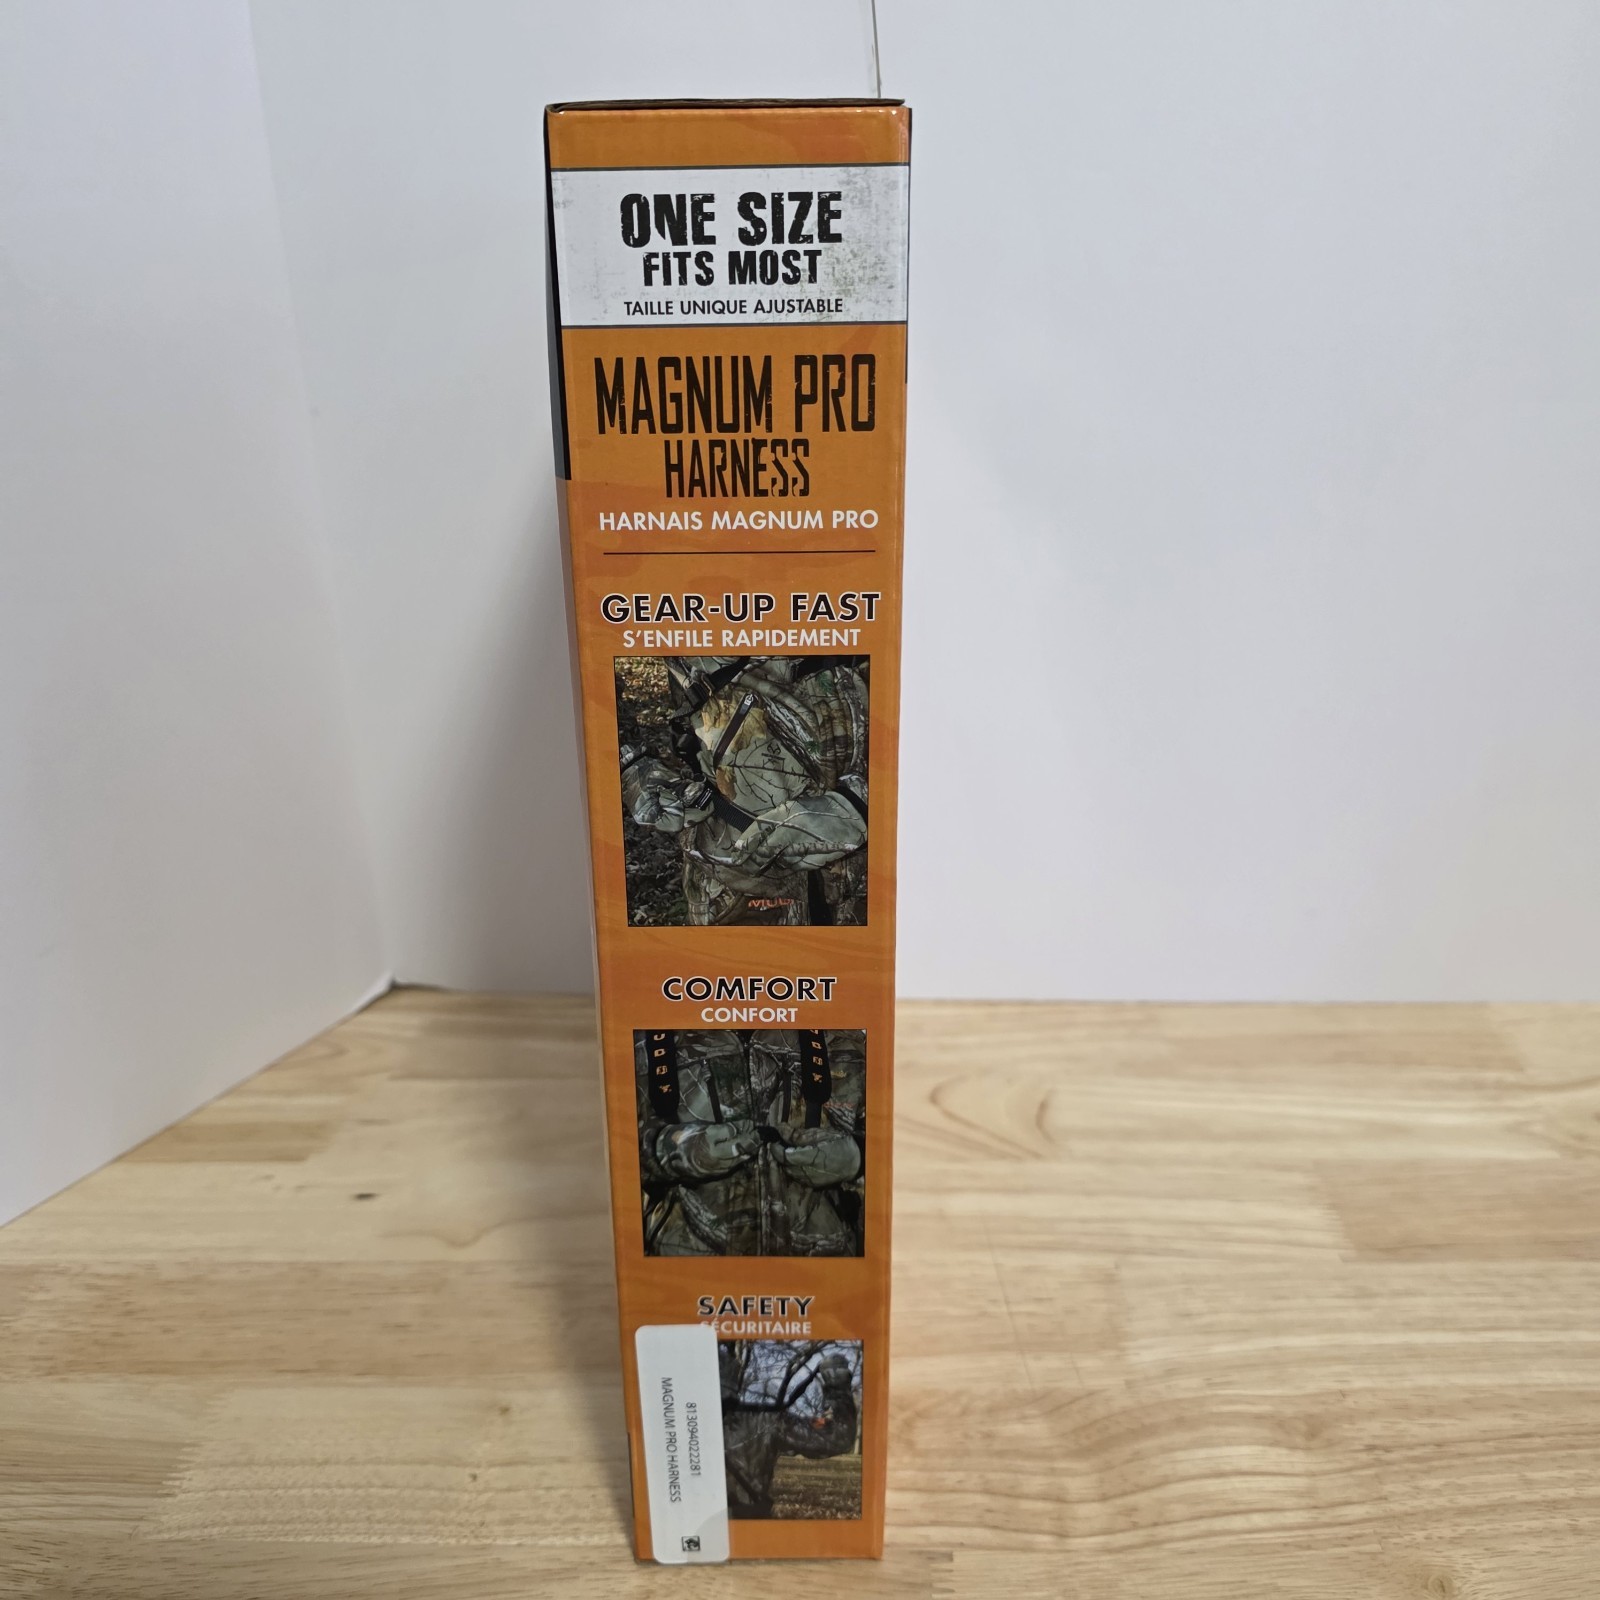 ONE SIZE
FITS MOST
TAILLE UNIQUE AJUSTABLE
MAGNUM PRO
HARNESS
HARNAIS MAGNUM PRO
GEAR-UP FAST
S'ENFILE RAPIDEMENT
COMFORT
CONFORT
SAFETY
SÉCURITAIRE
813094022281
MAGNUM PRO HARNESS